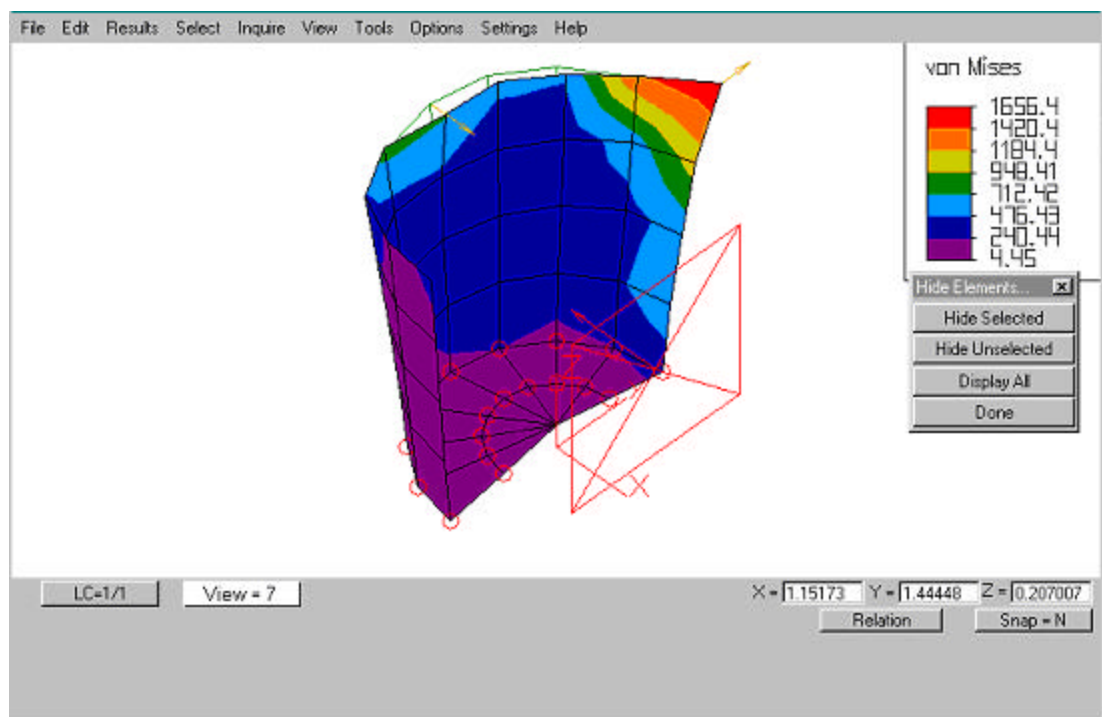 File Edit Results Select Inquire View Tools Options Settings Help
von Mises
1656.4
1420.4
1184.4
948.41
712.42
476.43
240.44
4.45
Hide Elements...
Hide Selected
Hide Unselected
Display All
Done
Z
X
LC=1/1 View = 7 X = 1.15173 Y = 1.44448 Z = 0.207007
Relation Snap = N